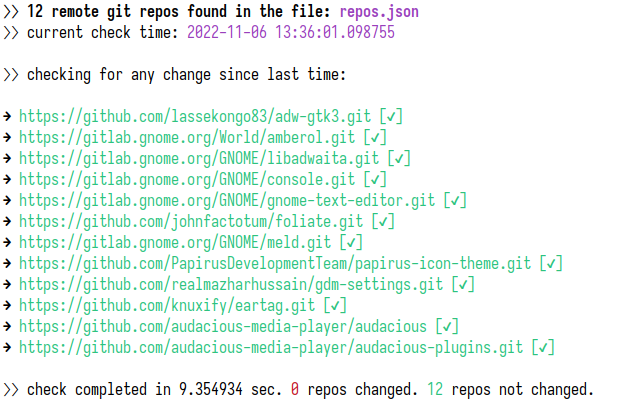 >> 12 remote git repos found in the file: repos.json
>> current check time: 2022-11-06 13:36:01.098755
>> checking for any change since last time:
➜ https://github.com/lassekongo83/adw-gtk3.git [✓]
➜ https://gitlab.gnome.org/World/amberol.git [✓]
➜ https://gitlab.gnome.org/GNOME/libadwaita.git [✓]
➜ https://gitlab.gnome.org/GNOME/console.git [✓]
➜ https://gitlab.gnome.org/GNOME/gnome-text-editor.git [✓]
➜ https://github.com/johnfactotum/foliate.git [✓]
➜ https://gitlab.gnome.org/GNOME/meld.git [✓]
➜ https://github.com/PapirusDevelopmentTeam/papirus-icon-theme.git [✓]
➜ https://github.com/realmazharhussain/gdm-settings.git [✓]
➜ https://github.com/knuxify/eartag.git [✓]
➜ https://github.com/audacious-media-player/audacious [✓]
➜ https://github.com/audacious-media-player/audacious-plugins.git [✓]
>> check completed in 9.354934 sec. 0 repos changed. 12 repos not changed.